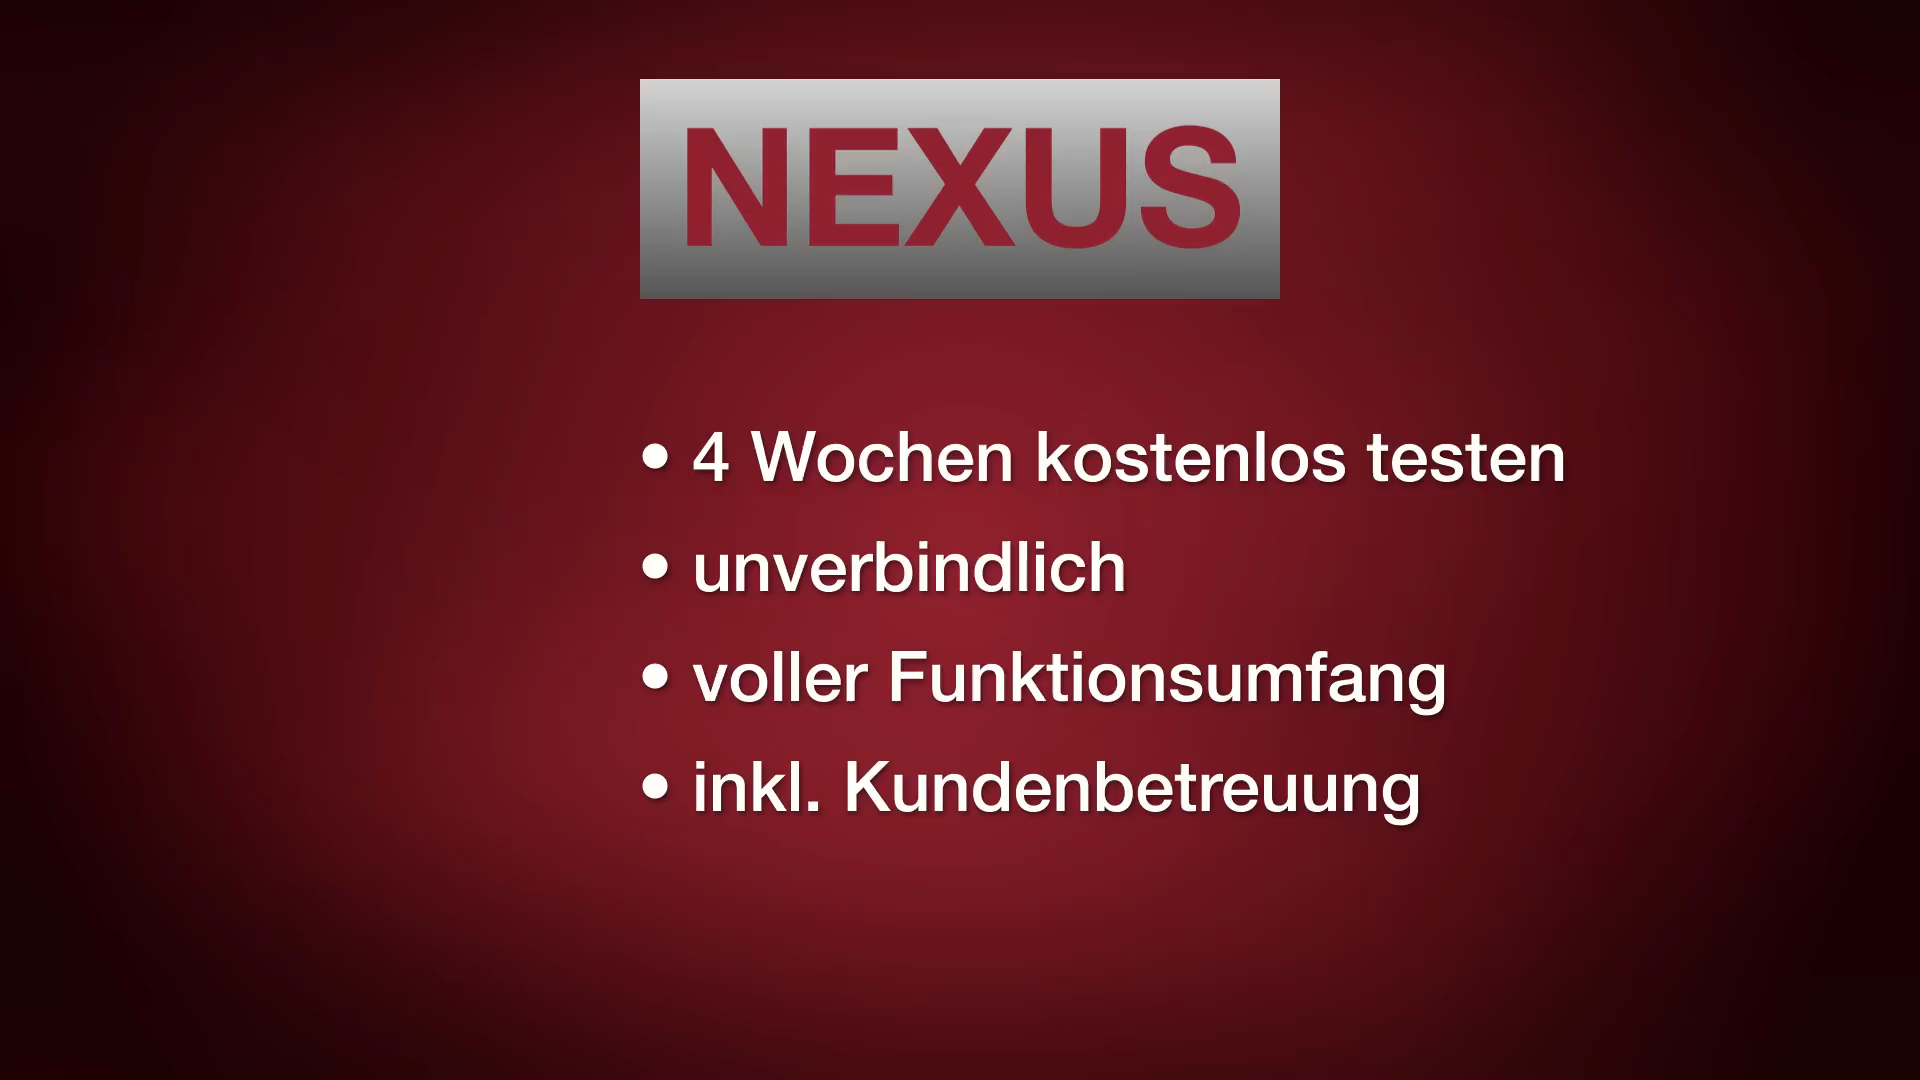 NEXUS
• 4 Wochen kostenlos testen
• unverbindlich
• voller Funktionsumfang
• inkl. Kundenbetreuung